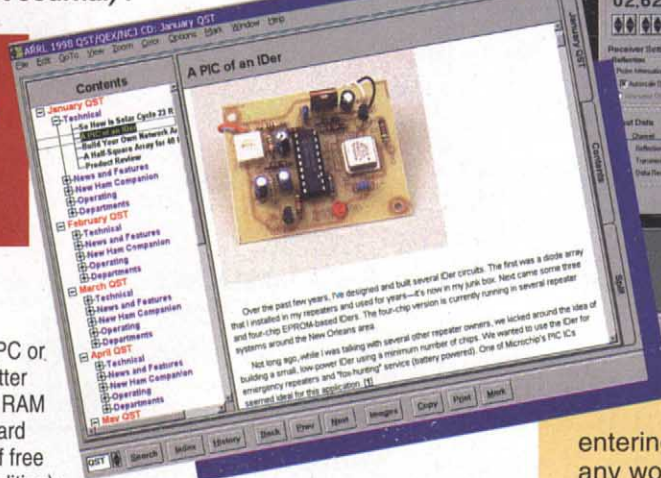 ARRL 1998 QST/QEX/NCJ CD: January QST
File Edit GoTo View Zoom Color Options Mark Window Help
Contents
January QST
Technical
So How Is Solar Cycle 23
A PIC of an IDer
Build Your Own Network
A Half-Square Array for 40
Product Review
News and Features
New Ham Companion
Operating
Departments
February QST
Technical
News and Features
New Ham Companion
Operating
Departments
March QST
Technical
News and Features
New Ham Companion
Operating
Departments
April QST
Technical
News and Features
New Ham Companion
Operating
Departments
May QST
A PIC of an IDer
Over the past few years, I've designed and built several IDer circuits. The first was a diode array
that I installed in my repeaters and used for years—it's now in my junk box. Next came some three
and four-chip EPROM-based IDers. The four-chip version is currently running in several repeater
systems around the New Orleans area.
Not long ago, while I was talking with several other repeater owners, we kicked around the idea of
building a small, low-power IDer using a minimum number of chips. We wanted to use the IDer for
emergency repeaters and "fox-hunting" service (battery powered). One of Microchip's PIC ICs
seemed ideal for this application. [1]
January QST
Contents
Split
QST Search Index History Back Prev Next Images Copy Print Mark
PC or
RAM
free
Receiver
Reflection
Channel
entering
any